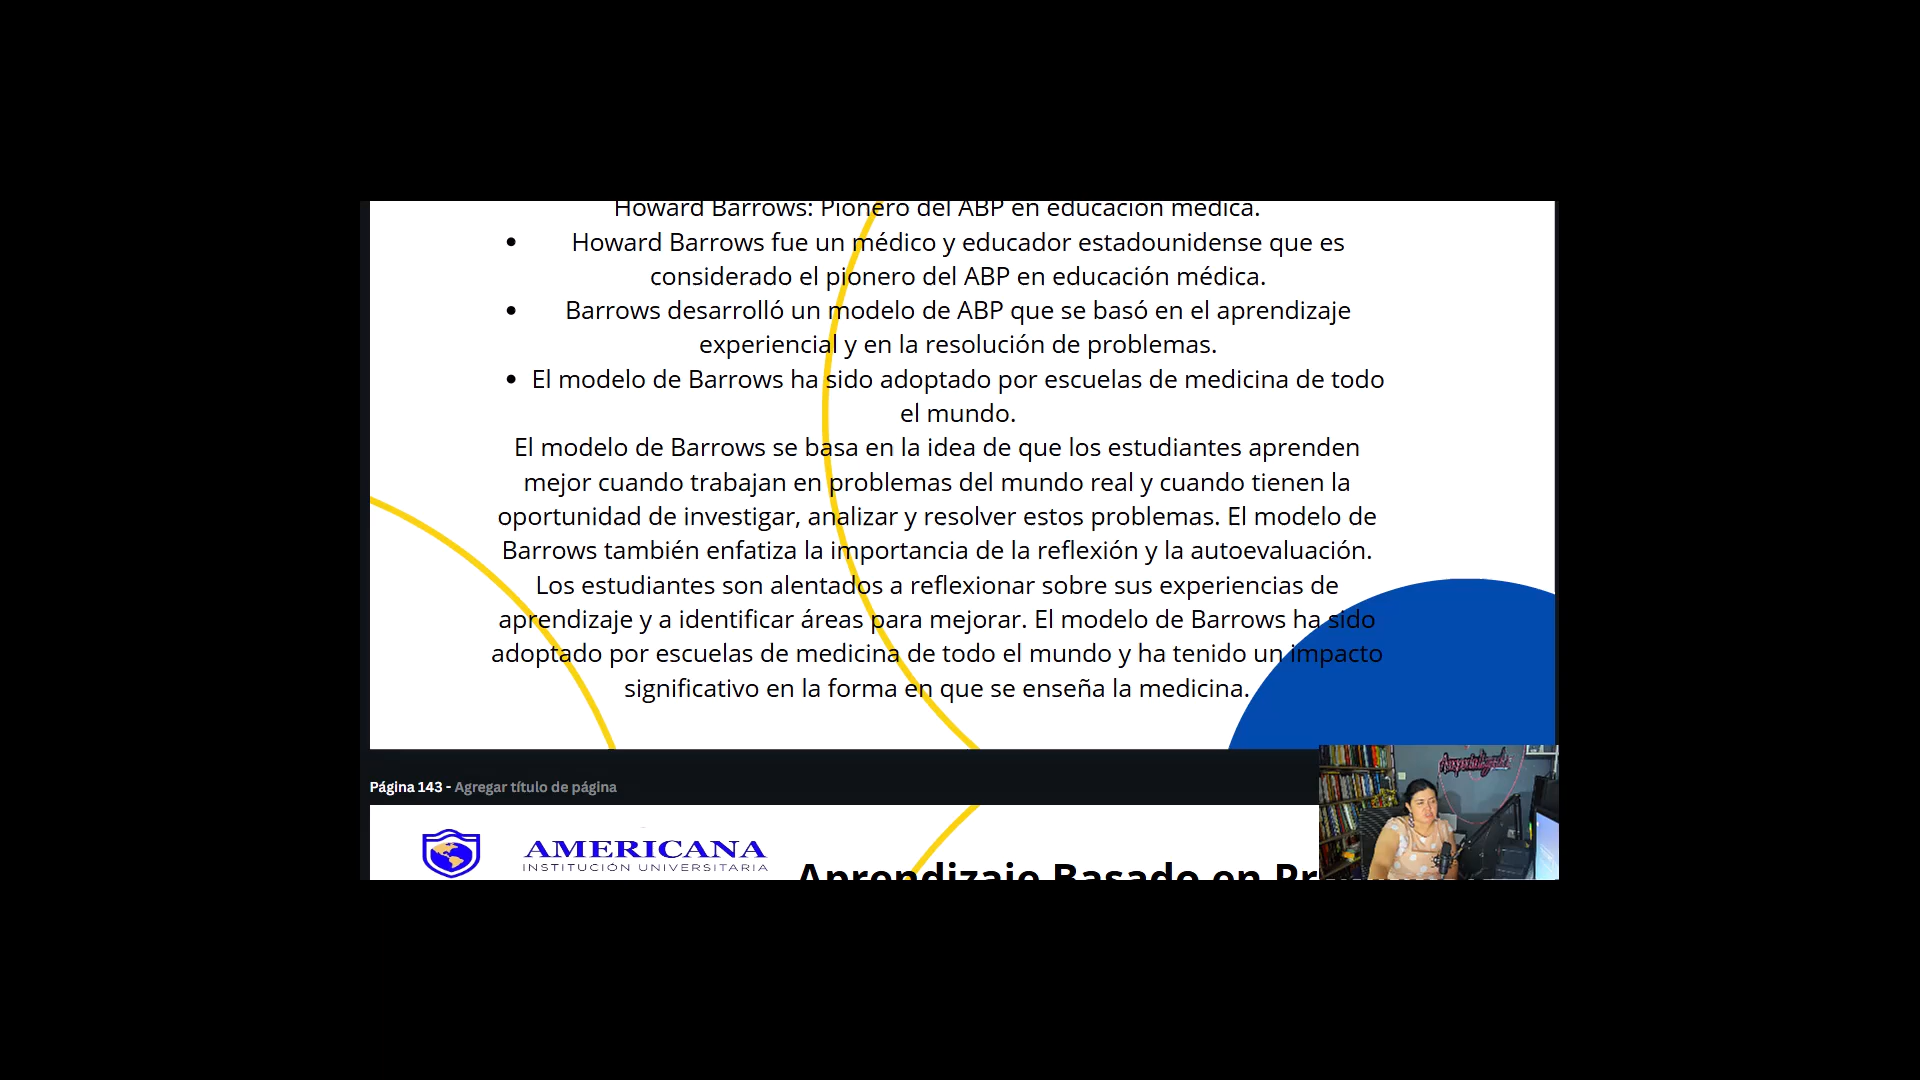 Howard Barrows: Pionero del ABP en educación médica.
• Howard Barrows fue un médico y educador estadounidense que es
considerado el pionero del ABP en educación médica.
• Barrows desarrolló un modelo de ABP que se basó en el aprendizaje
experiencial y en la resolución de problemas.
• El modelo de Barrows ha sido adoptado por escuelas de medicina de todo
el mundo.
El modelo de Barrows se basa en la idea de que los estudiantes aprenden
mejor cuando trabajan en problemas del mundo real y cuando tienen la
oportunidad de investigar, analizar y resolver estos problemas. El modelo de
Barrows también enfatiza la importancia de la reflexión y la autoevaluación.
Los estudiantes son alentados a reflexionar sobre sus experiencias de
aprendizaje y a identificar áreas para mejorar. El modelo de Barrows ha sido
adoptado por escuelas de medicina de todo el mundo y ha tenido un impacto
significativo en la forma en que se enseña la medicina.
Página 143 - Agregar título de página
AMERICANA
INSTITUCIÓN UNIVERSITARIA
Aprendizaje Basado en Pr